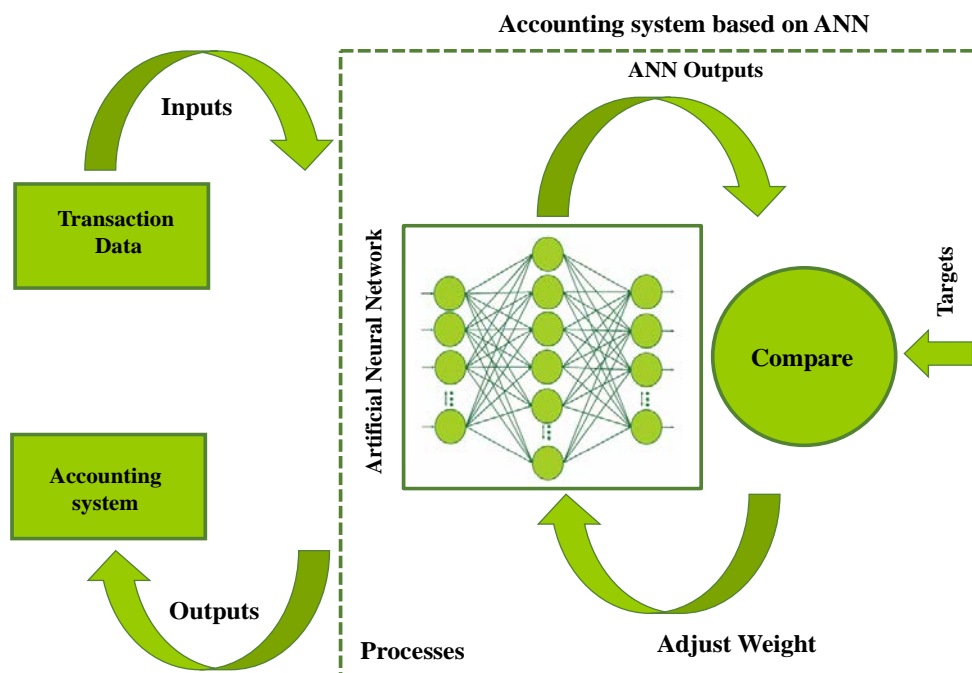 Accounting system based on ANN
ANN Outputs
Inputs
Transaction
Data
Artificial Neural Network
Targets
Compare
Accounting
system
Outputs
Adjust Weight
Processes